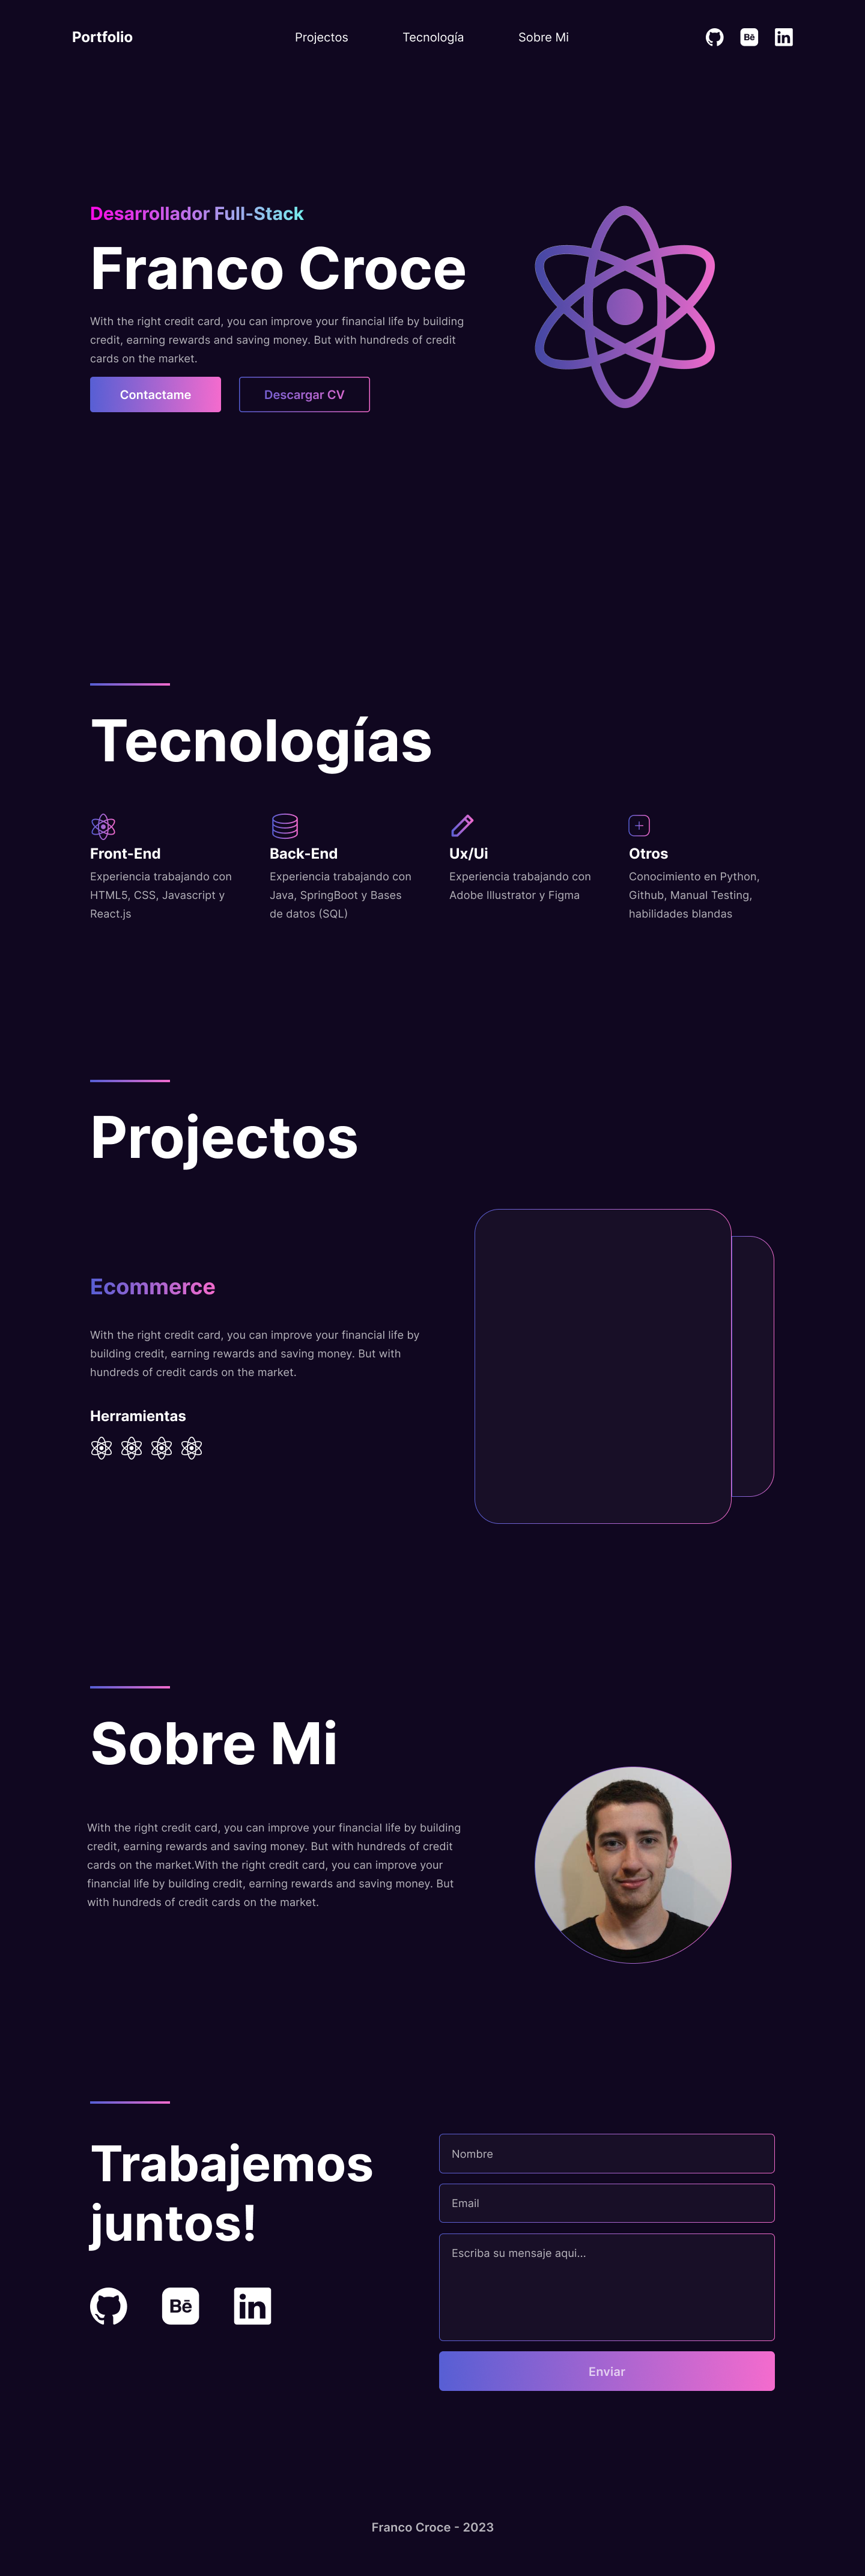 Portfolio
Projectos
Tecnología
Sobre Mi
Bē
in
Desarrollador Full-Stack
Franco Croce
With the right credit card, you can improve your financial life by building
credit, earning rewards and saving money. But with hundreds of credit
cards on the market.
Contactame
Descargar CV
Tecnologías
Front-End
Experiencia trabajando con
HTML5, CSS, Javascript y
React.js
Back-End
Experiencia trabajando con
Java, SpringBoot y Bases
de datos (SQL)
Ux/Ui
Experiencia trabajando con
Adobe Illustrator y Figma
Otros
Conocimiento en Python,
Github, Manual Testing,
habilidades blandas
Projectos
Ecommerce
With the right credit card, you can improve your financial life by
building credit, earning rewards and saving money. But with
hundreds of credit cards on the market.
Herramientas
Sobre Mi
With the right credit card, you can improve your financial life by building
credit, earning rewards and saving money. But with hundreds of credit
cards on the market.With the right credit card, you can improve your
financial life by building credit, earning rewards and saving money. But
with hundreds of credit cards on the market.
Trabajemos
juntos!
Bē
in
Nombre
Email
Escriba su mensaje aqui...
Enviar
Franco Croce - 2023